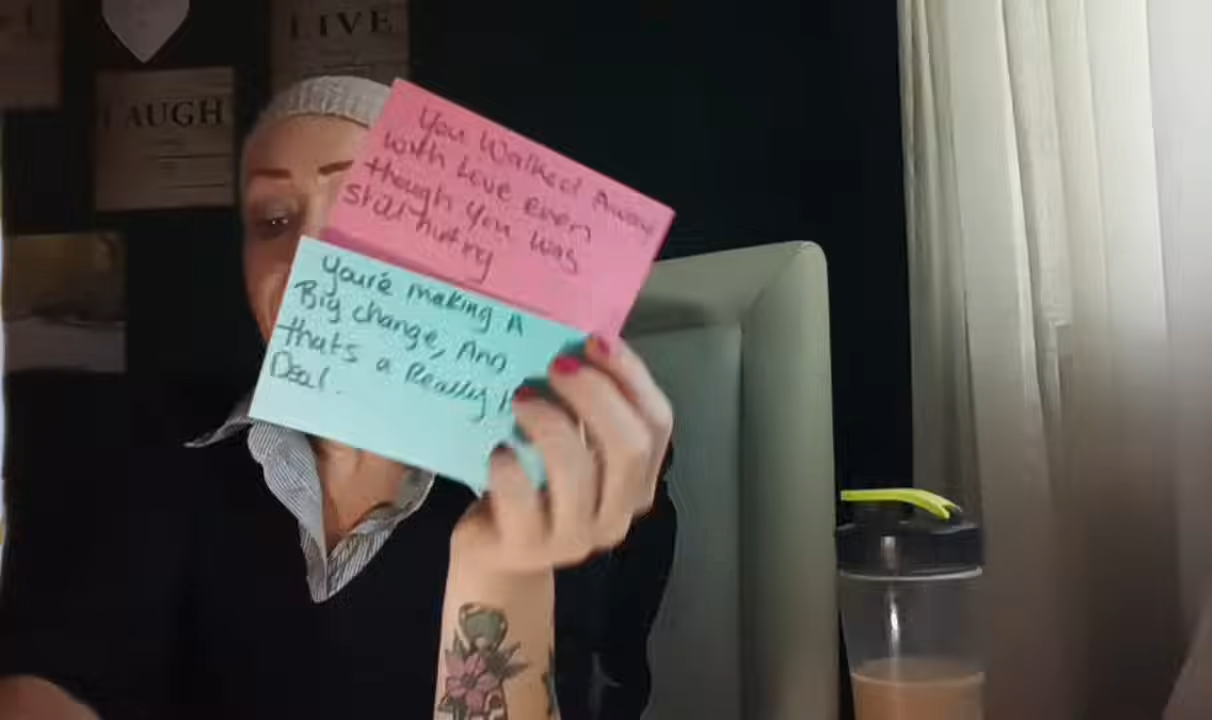 LIVE
LAUGH
You Walked Away
with Love even
though You was
still hurting
You're making A
Big change, Ann
thats a Really
Deal.